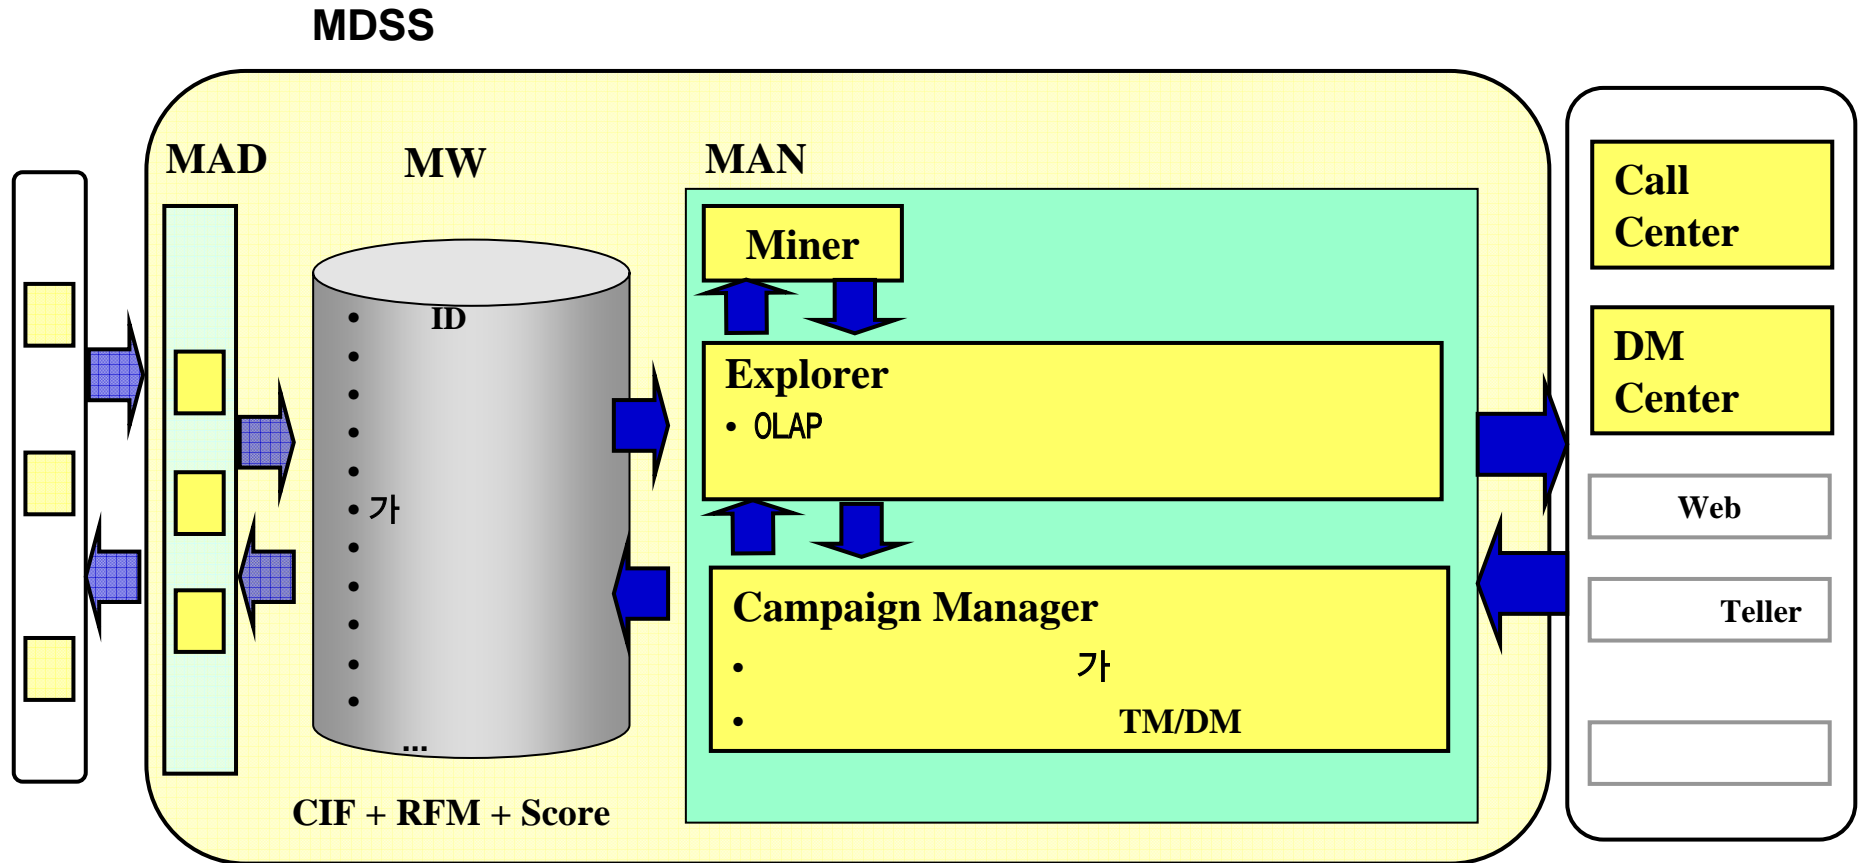 MDSS
MAD
MW
MAN
• ID
•
•
•
•
• 가
•
•
•
•
•
...
CIF + RFM + Score
Miner
Explorer
• OLAP
Campaign Manager
• 가
• TM/DM
Call
Center
DM
Center
Web
Teller